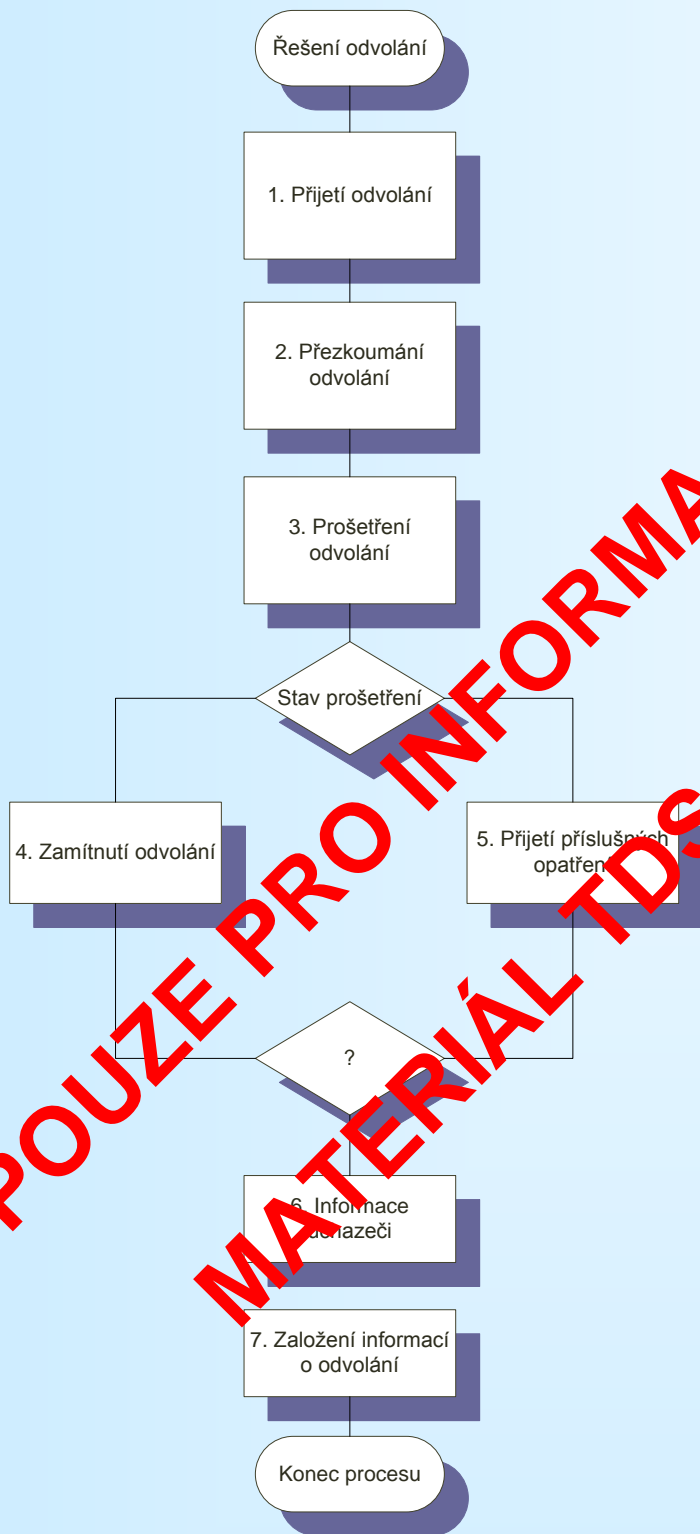 Řešení odvolání
1. Přijetí odvolání
2. Přezkoumání
odvolání
3. Prošetření
odvolání
Stav prošetření
4. Zamítnutí odvolání
5. Přijetí příslušných
opatření
?
6. Informace
uchazeči
7. Založení informací
o odvolání
Konec procesu
POUZE PRO INFORMA
MATERIÁL TDS